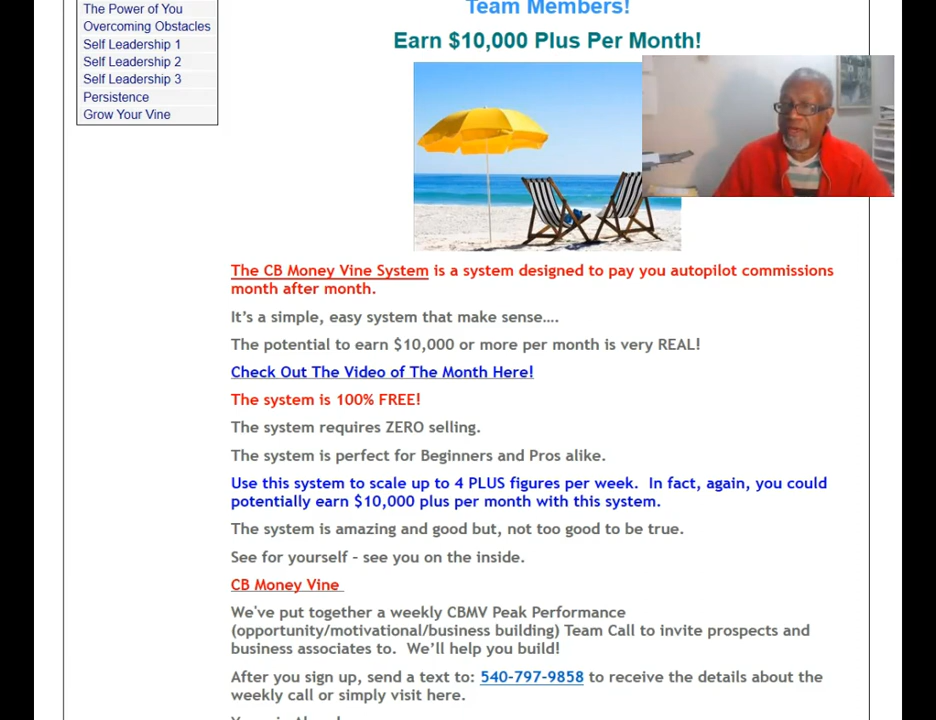 The Power of You
Overcoming Obstacles
Self Leadership 1
Self Leadership 2
Self Leadership 3
Persistence
Grow Your Vine
Team Members!
Earn $10,000 Plus Per Month!
The CB Money Vine System is a system designed to pay you autopilot commissions
month after month.
It's a simple, easy system that make sense....
The potential to earn $10,000 or more per month is very REAL!
Check Out The Video of The Month Here!
The system is 100% FREE!
The system requires ZERO selling.
The system is perfect for Beginners and Pros alike.
Use this system to scale up to 4 PLUS figures per week. In fact, again, you could
potentially earn $10,000 plus per month with this system.
The system is amazing and good but, not too good to be true.
See for yourself – see you on the inside.
CB Money Vine
We've put together a weekly CBMV Peak Performance
(opportunity/motivational/business building) Team Call to invite prospects and
business associates to. We'll help you build!
After you sign up, send a text to: 540-797-9858 to receive the details about the
weekly call or simply visit here.